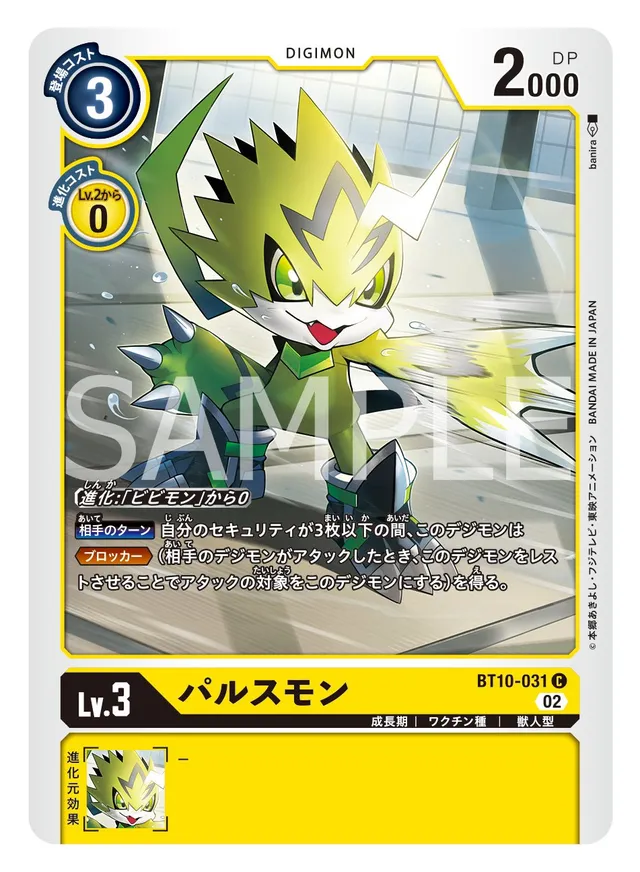 DIGIMON
登場コスト
3
DP
2000
進化コスト
Lv.2から
0
banira
SAMPLE
BANDAI MADE IN JAPAN
© 本郷あきよし・フジテレビ・東映アニメーション
進化:「ビビモン」から0
相手のターン 自分のセキュリティが3枚以下の間、このデジモンは
ブロッカー (相手のデジモンがアタックしたとき、このデジモンをレス
トさせることでアタックの対象をこのデジモンにする)を得る。
BT10-031 C
Lv.3 パルスモン
02
成長期 | ワクチン種 | 獣人型
進化元効果
–